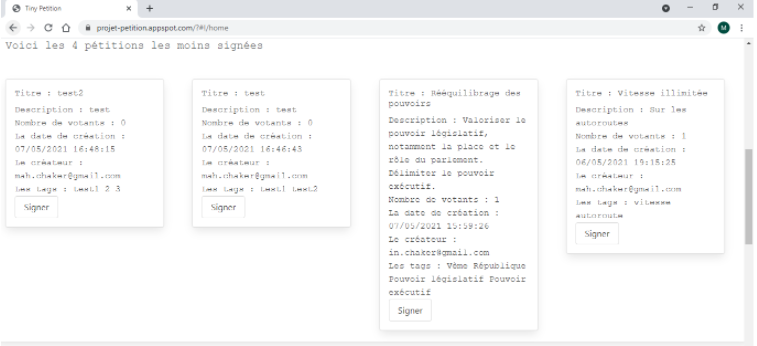 Tiny Petition
projet-petition.appspot.com/?#!/home
M
Voici les 4 pétitions les moins signées
Titre : test2
Description : test
Nombre de votants : 0
La date de création :
07/05/2021 16:48:15
Le créateur :
mah.chaker@gmail.com
Les tags : test1 2 3
Signer
Titre : test
Description : test
Nombre de votants : 0
La date de création :
07/05/2021 16:46:43
Le créateur :
mah.chaker@gmail.com
Les tags : test1 test2
Signer
Titre : Rééquilibrage des
pouvoirs
Description : Valoriser le
pouvoir législatif,
notamment la place et le
rôle du parlement.
Délimiter le pouvoir
exécutif.
Nombre de votants : 1
La date de création :
07/05/2021 15:59:26
Le créateur :
in.chaker@gmail.com
Les tags : Vème République
Pouvoir législatif Pouvoir
exécutif
Signer
Titre : Vitesse illimitée
Description : Sur les
autoroutes
Nombre de votants : 1
La date de création :
06/05/2021 19:15:25
Le créateur :
mah.chaker@gmail.com
Les tags : vitesse
autoroute
Signer